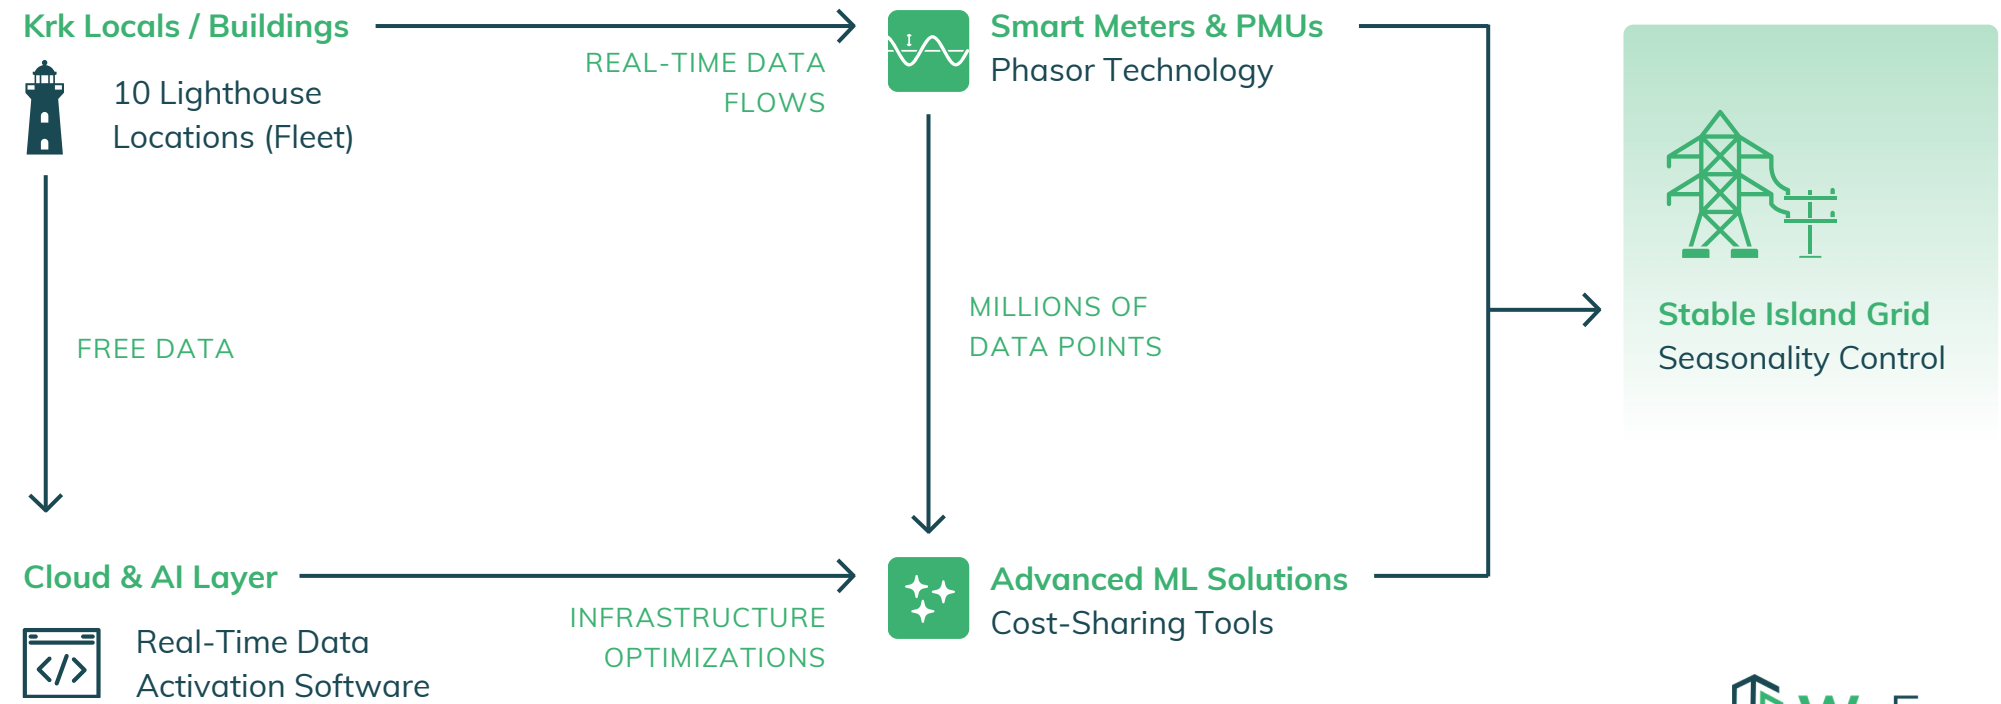 Krk Locals / Buildings
10 Lighthouse
Locations (Fleet)
REAL-TIME DATA
FLOWS
Smart Meters & PMUs
Phasor Technology
FREE DATA
MILLIONS OF
DATA POINTS
Stable Island Grid
Seasonality Control
Cloud & AI Layer
Real-Time Data
Activation Software
INFRASTRUCTURE
OPTIMIZATIONS
Advanced ML Solutions
Cost-Sharing Tools